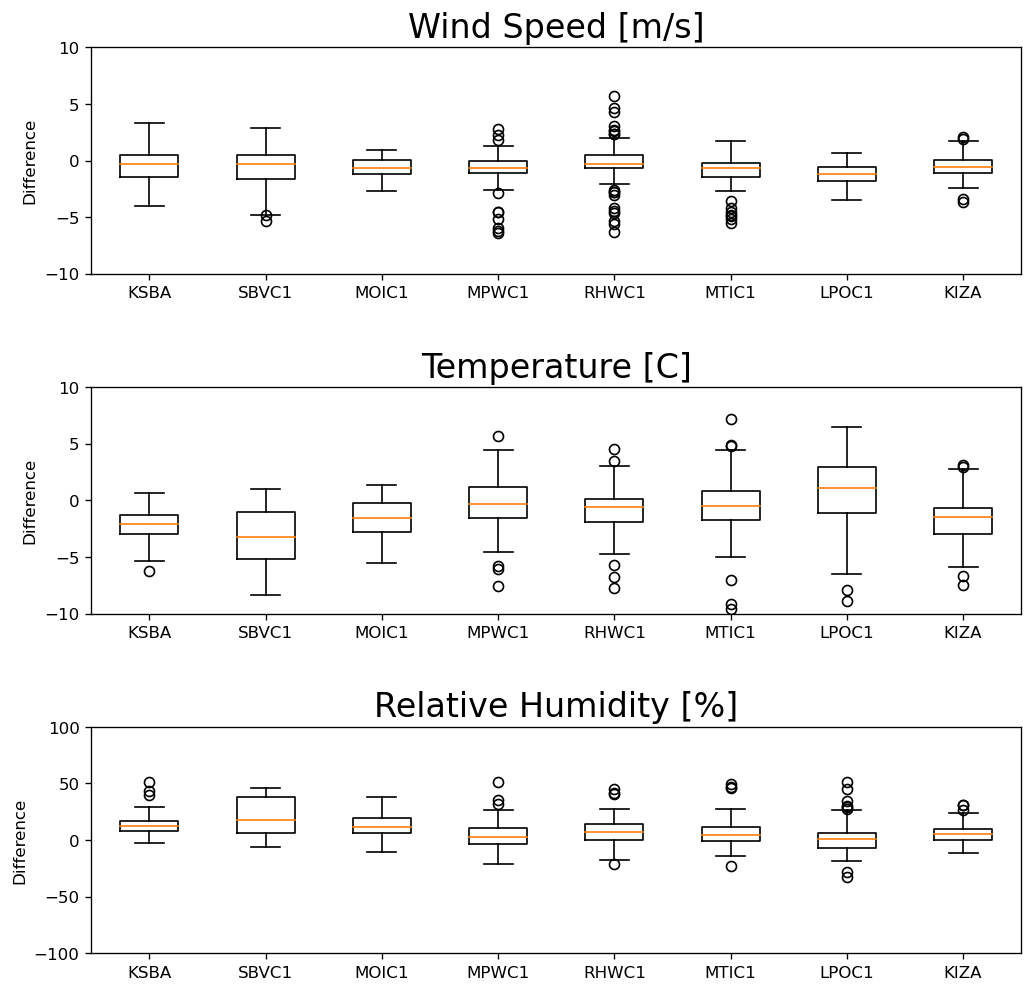 Wind Speed [m/s]
10
5
0
−5
−10
Difference
KSBA SBVC1 MOIC1 MPWC1 RHWC1 MTIC1 LPOC1 KIZA
Temperature [C]
10
5
0
−5
−10
Difference
KSBA SBVC1 MOIC1 MPWC1 RHWC1 MTIC1 LPOC1 KIZA
Relative Humidity [%]
100
50
0
−50
−100
Difference
KSBA SBVC1 MOIC1 MPWC1 RHWC1 MTIC1 LPOC1 KIZA